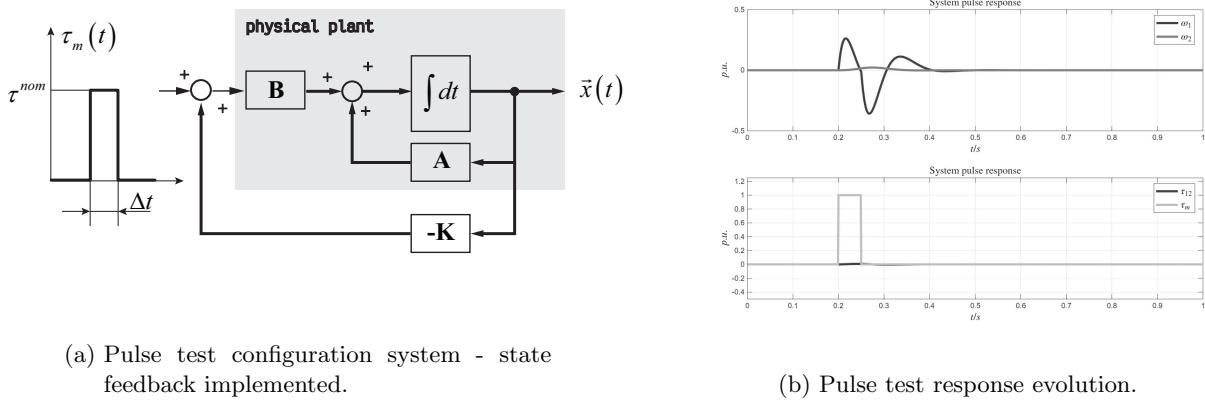 physical plant
τ_m(t)
τ^nom
Δt
+
+
+
+
+
B
∫dt
x⃗(t)
A
-K
(a) Pulse test configuration system - state
feedback implemented.
System pulse response
0.5
0
-0.5
p.u.
ω₁
ω₂
0 0.1 0.2 0.3 0.4 0.5 0.6 0.7 0.8 0.9 1
t/s
System pulse response
1.2
1
0.8
0.6
0.4
0.2
0
-0.2
-0.4
p.u.
τ₁₂
τ_m
0 0.1 0.2 0.3 0.4 0.5 0.6 0.7 0.8 0.9 1
t/s
(b) Pulse test response evolution.